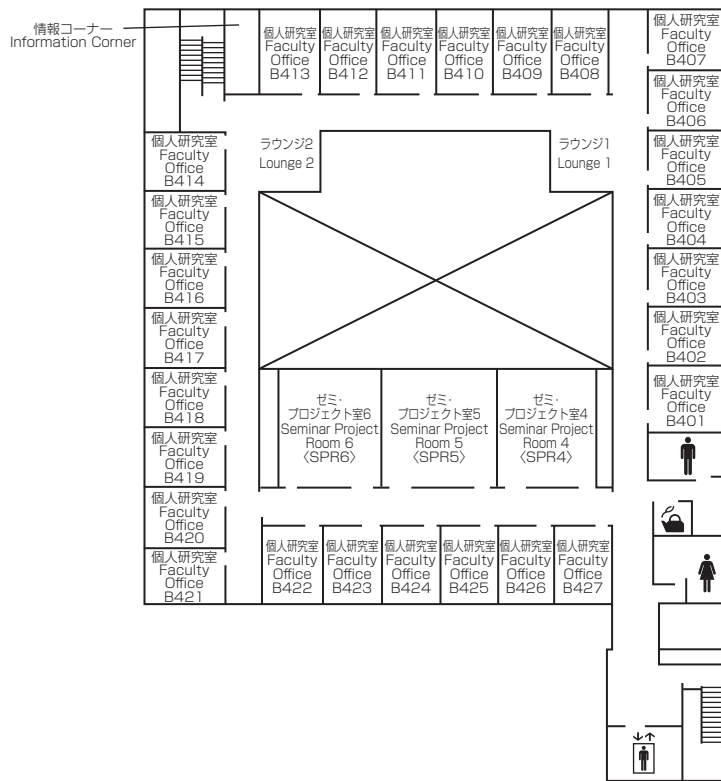 情報コーナー
Information Corner
個人研究室
Faculty
Office
B413
個人研究室
Faculty
Office
B412
個人研究室
Faculty
Office
B411
個人研究室
Faculty
Office
B410
個人研究室
Faculty
Office
B409
個人研究室
Faculty
Office
B408
個人研究室
Faculty
Office
B407
個人研究室
Faculty
Office
B406
個人研究室
Faculty
Office
B405
個人研究室
Faculty
Office
B404
個人研究室
Faculty
Office
B403
個人研究室
Faculty
Office
B402
個人研究室
Faculty
Office
B401
ラウンジ2
Lounge 2
ラウンジ1
Lounge 1
個人研究室
Faculty
Office
B414
個人研究室
Faculty
Office
B415
個人研究室
Faculty
Office
B416
個人研究室
Faculty
Office
B417
個人研究室
Faculty
Office
B418
個人研究室
Faculty
Office
B419
個人研究室
Faculty
Office
B420
個人研究室
Faculty
Office
B421
ゼミ・
プロジェクト室6
Seminar Project
Room 6
〈SPR6〉
ゼミ・
プロジェクト室5
Seminar Project
Room 5
〈SPR5〉
ゼミ・
プロジェクト室4
Seminar Project
Room 4
〈SPR4〉
個人研究室
Faculty
Office
B422
個人研究室
Faculty
Office
B423
個人研究室
Faculty
Office
B424
個人研究室
Faculty
Office
B425
個人研究室
Faculty
Office
B426
個人研究室
Faculty
Office
B427